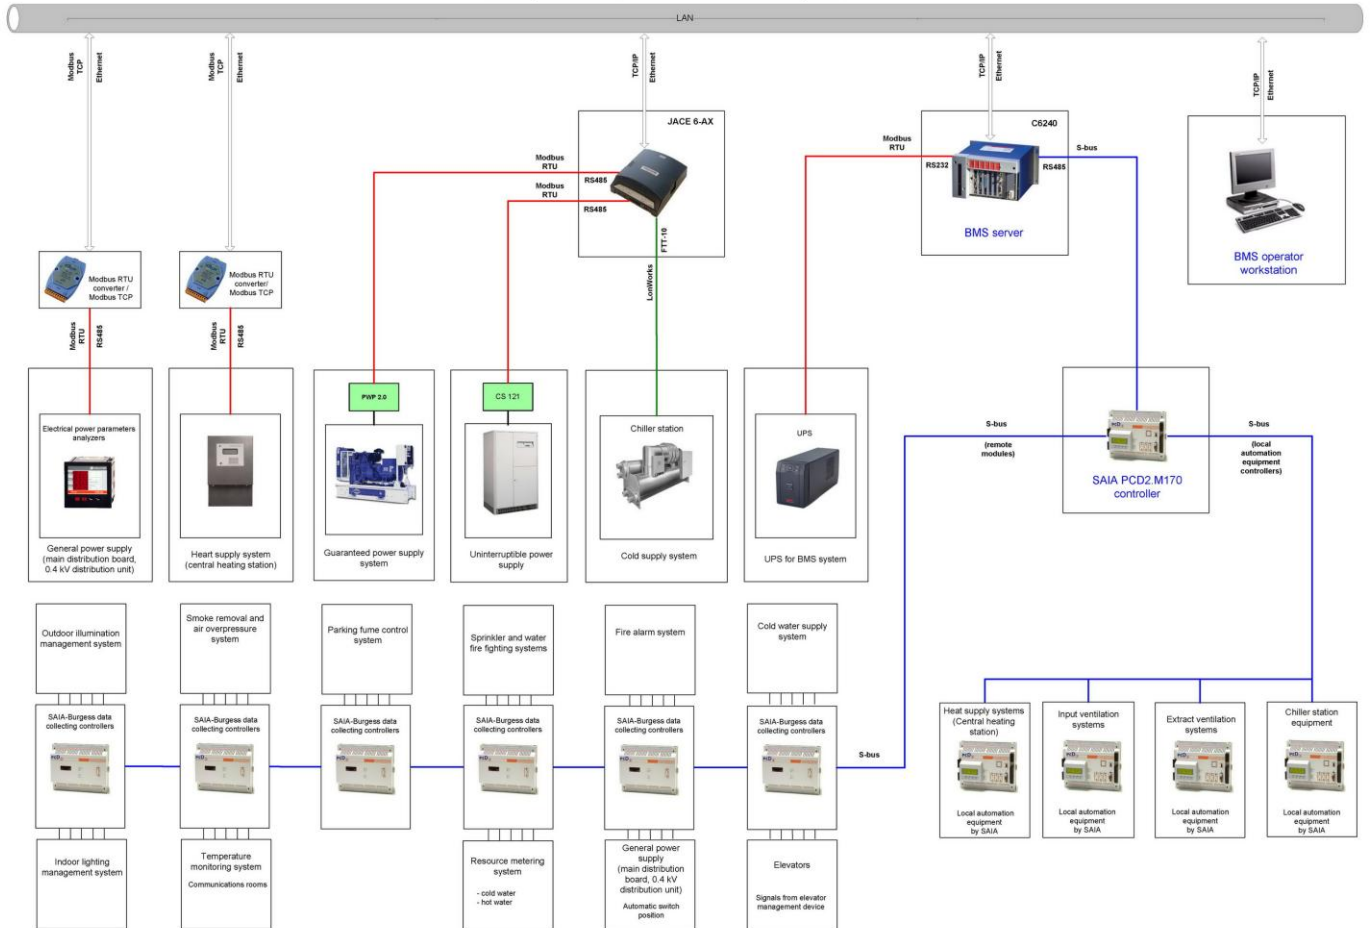 LAN
Modbus
TCP
Ethernet
Modbus
TCP
Ethernet
TCP/IP
Ethernet
TCP/IP
Ethernet
TCP/IP
Ethernet
JACE 6-AX
Modbus
RTU
RS485
Modbus
RTU
RS485
FTT-10
LonWorks
C6240
Modbus
RTU
RS232
RS485
S-bus
BMS server
BMS operator
workstation
Modbus RTU
converter /
Modbus TCP
Modbus RTU
converter/
Modbus TCP
Modbus
RTU
RS485
Modbus
RTU
RS485
Electrical power parameters
analyzers
General power supply
(main distribution board,
0.4 kV distribution unit)
Heart supply system
(central heating station)
PWP 2.0
Guaranteed power supply
system
CS 121
Uninterruptible power
supply
Chiller station
Cold supply system
UPS
UPS for BMS system
S-bus
(remote
modules)
SAIA PCD2.M170
controller
S-bus
(local
automation
equipment
controllers)
Outdoor illumination
management system
Smoke removal and
air overpressure
system
Parking fume control
system
Sprinkler and water
fire fighting systems
Fire alarm system
Cold water supply
system
SAIA-Burgess data
collecting controllers
SAIA-Burgess data
collecting controllers
SAIA-Burgess data
collecting controllers
SAIA-Burgess data
collecting controllers
SAIA-Burgess data
collecting controllers
SAIA-Burgess data
collecting controllers
S-bus
Heat supply systems
(Central heating
station)
Local automation
equipment
by SAIA
Input ventilation
systems
Local automation
equipment
by SAIA
Extract ventilation
systems
Local automation
equipment
by SAIA
Chiller station
equipment
Local automation
equipment
by SAIA
Indoor lighting
management system
Temperature
monitoring system
Communications rooms
Resource metering
system
- cold water
- hot water
General power
supply
(main distribution
board, 0.4 kV
distribution unit)
Automatic switch
position
Elevators
Signals from elevator
management device